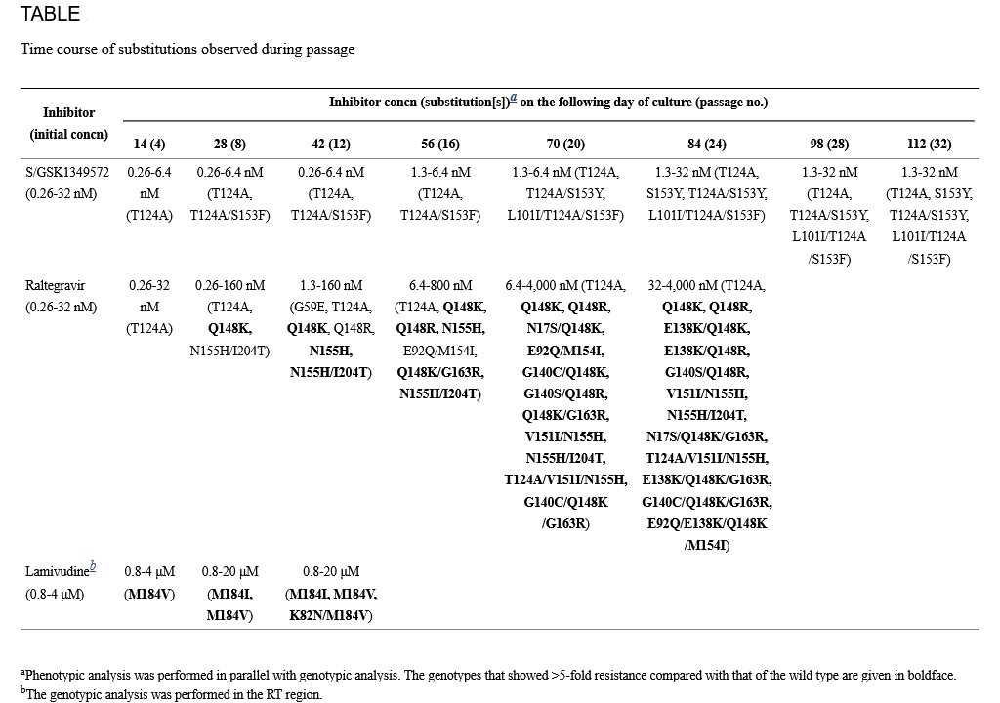 TABLE
Time course of substitutions observed during passage
Inhibitor (initial concn)
Inhibitor concn (substitution[s])a on the following day of culture (passage no.)
14 (4) 28 (8) 42 (12) 56 (16) 70 (20) 84 (24) 98 (28) 112 (32)
S/GSK1349572 0.26-6.4 0.26-6.4 nM 0.26-6.4 nM 1.3-6.4 nM 1.3-6.4 nM (T124A, 1.3-32 nM (T124A, 1.3-32 nM 1.3-32 nM
(0.26-32 nM) nM (T124A, (T124A, (T124A, T124A/S153Y, S153Y, T124A/S153Y, (T124A, (T124A, S153Y,
(T124A) T124A/S153F) T124A/S153F) T124A/S153F) L101I/T124A/S153F) L101I/T124A/S153F) T124A/S153Y, T124A/S153Y,
L101I/T124A L101I/T124A
/S153F) /S153F)
Raltegravir 0.26-32 0.26-160 nM 1.3-160 nM 6.4-800 nM 6.4-4,000 nM (T124A, 32-4,000 nM (T124A,
(0.26-32 nM) nM (T124A, (G59E, T124A, (T124A, Q148K, Q148K, Q148R, Q148K, Q148R,
(T124A) Q148K, Q148K, Q148R, Q148R, N155H, N17S/Q148K, E138K/Q148K,
N155H/I204T) N155H, E92Q/M154I, E92Q/M154I, E138K/Q148R,
N155H/I204T) Q148K/G163R, G140C/Q148K, G140S/Q148R,
N155H/I204T) G140S/Q148R, V151I/N155H,
Q148K/G163R, N155H/I204T,
V151I/N155H, N17S/Q148K/G163R,
N155H/I204T, T124A/V151I/N155H,
T124A/V151I/N155H, E138K/Q148K/G163R,
G140C/Q148K G140C/Q148K/G163R,
/G163R) E92Q/E138K/Q148K
/M154I)
Lamivudineb 0.8-4 µM 0.8-20 µM 0.8-20 µM
(0.8-4 µM) (M184V) (M184I, (M184I, M184V,
M184V) K82N/M184V)
aPhenotypic analysis was performed in parallel with genotypic analysis. The genotypes that showed >5-fold resistance compared with that of the wild type are given in boldface.
bThe genotypic analysis was performed in the RT region.